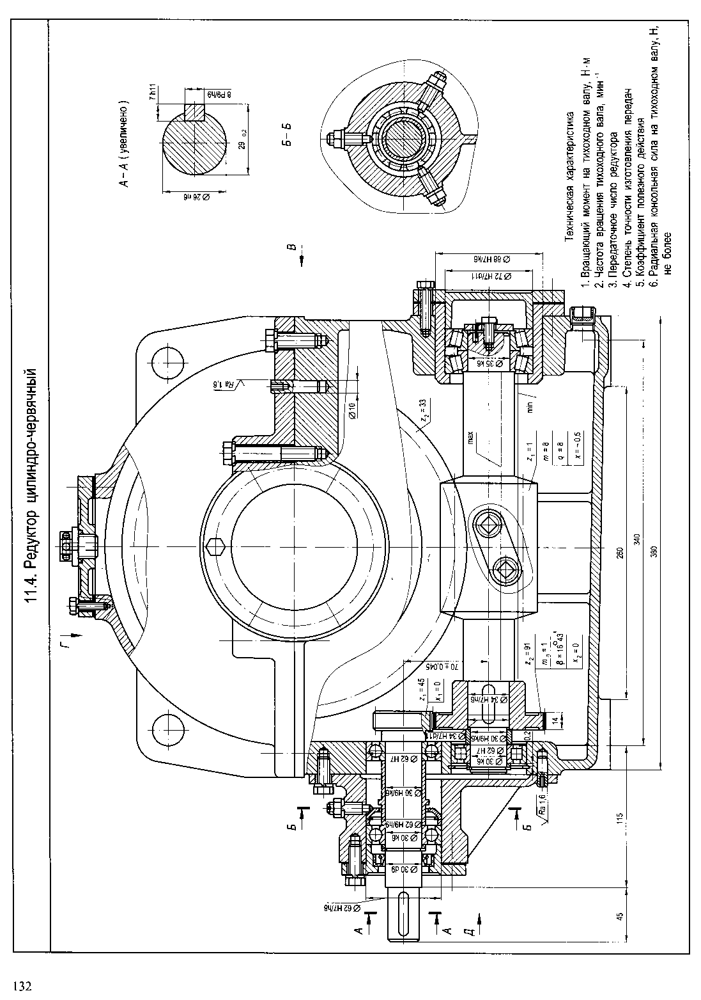 11.4. Редуктор цилиндро-червячный
А – А (увеличено)
7 h11
8 P9/h9
29 -0,2
Ø 26 n6
Б – Б
Техническая характеристика
1. Вращающий момент на тихоходном валу, Н·м
2. Частота вращения тихоходного вала, мин -1
3. Передаточное число редуктора
4. Степень точности изготовления передач
5. Коэффициент полезного действия
6. Радиальная консольная сила на тихоходном валу, Н,
не более
Г
В
Ra 1,6
Ø 10
z2 = 33
Ø 88 H7/k6
Ø 72 H7/d11
Ø 35 k6
max
min
z1 = 1
m = 8
q = 8
x = – 0,5
z2 = 91
mn = 1
β = 16° 43'
x2 = 0
z1 = 45
x1 = 0
70 ± 0,045
Ø 34 H7/n6
Ø 34 H7/d11
Ø 30 H9/k6
Ø 62 H7
Ø 30 k6
14
0,2
Ø 62 H7
Ø 30 H9/k6
Ø 62 H9/h9
Ø 30 k6
Ø 30 d9
Ø 62 H7/h8
Ra 1,6
Б
Б
А
А
Д
260
340
380
115
45
132